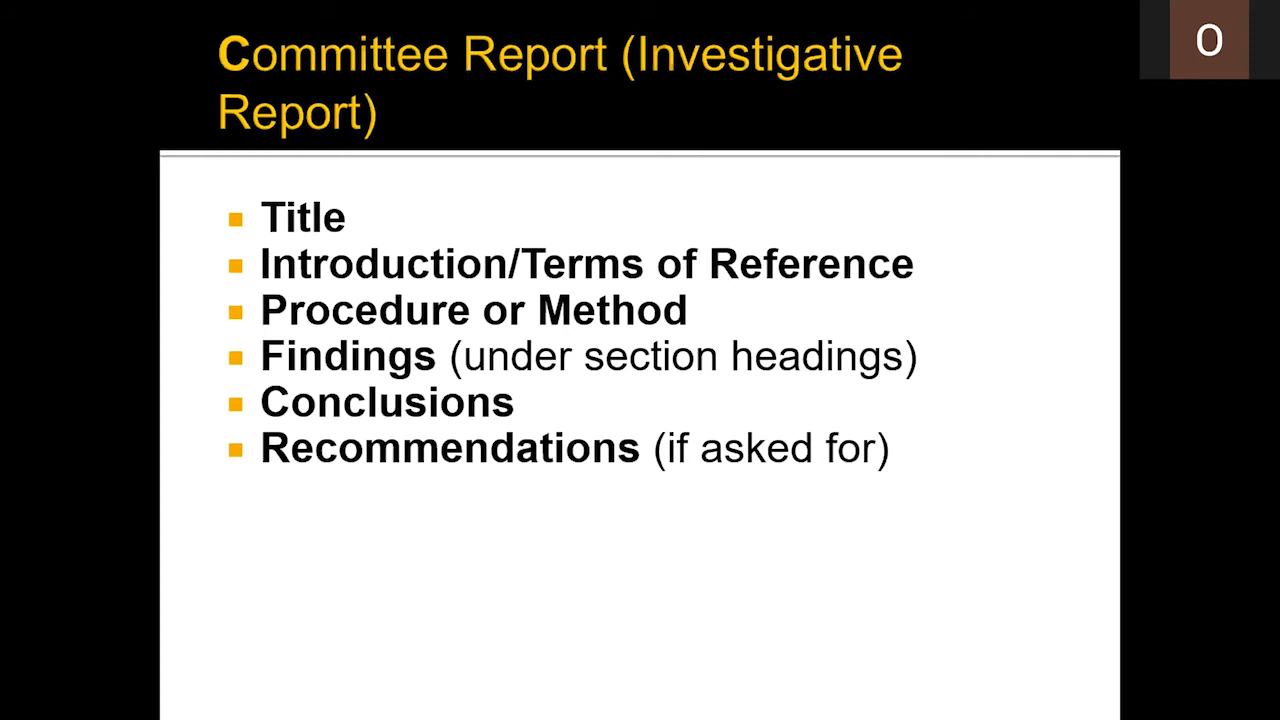 Committee Report (Investigative
Report)
O
Title
Introduction/Terms of Reference
Procedure or Method
Findings (under section headings)
Conclusions
Recommendations (if asked for)